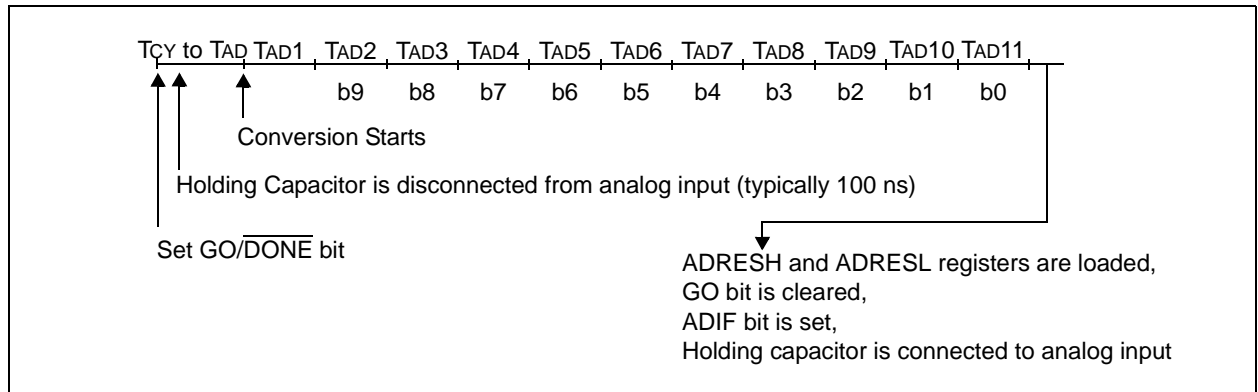 TCY to TAD TAD1 TAD2 TAD3 TAD4 TAD5 TAD6 TAD7 TAD8 TAD9 TAD10 TAD11
b9 b8 b7 b6 b5 b4 b3 b2 b1 b0
Conversion Starts
Holding Capacitor is disconnected from analog input (typically 100 ns)
Set GO/DONE bit
ADRESH and ADRESL registers are loaded,
GO bit is cleared,
ADIF bit is set,
Holding capacitor is connected to analog input